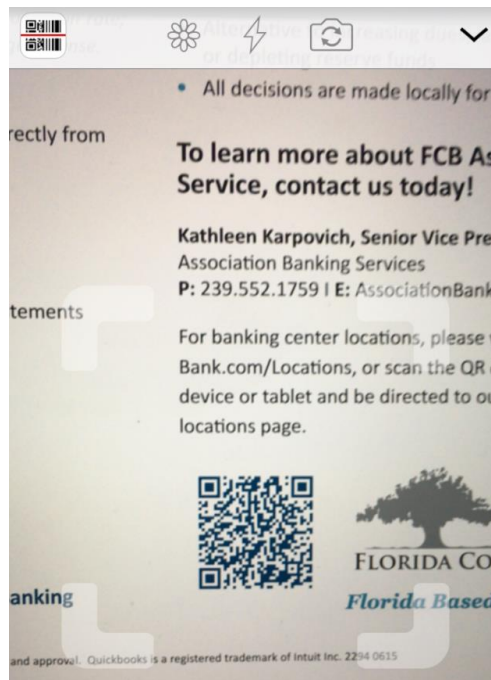 or depleting reserve funds
• All decisions are made locally for
rectly from
To learn more about FCB As
Service, contact us today!
Kathleen Karpovich, Senior Vice Pre
Association Banking Services
P: 239.552.1759 I E: AssociationBank
tements
For banking center locations, please
Bank.com/Locations, or scan the QR
device or tablet and be directed to ou
locations page.
FLORIDA CO
anking
Florida Based
and approval. Quickbooks is a registered trademark of Intuit Inc. 2294 0615